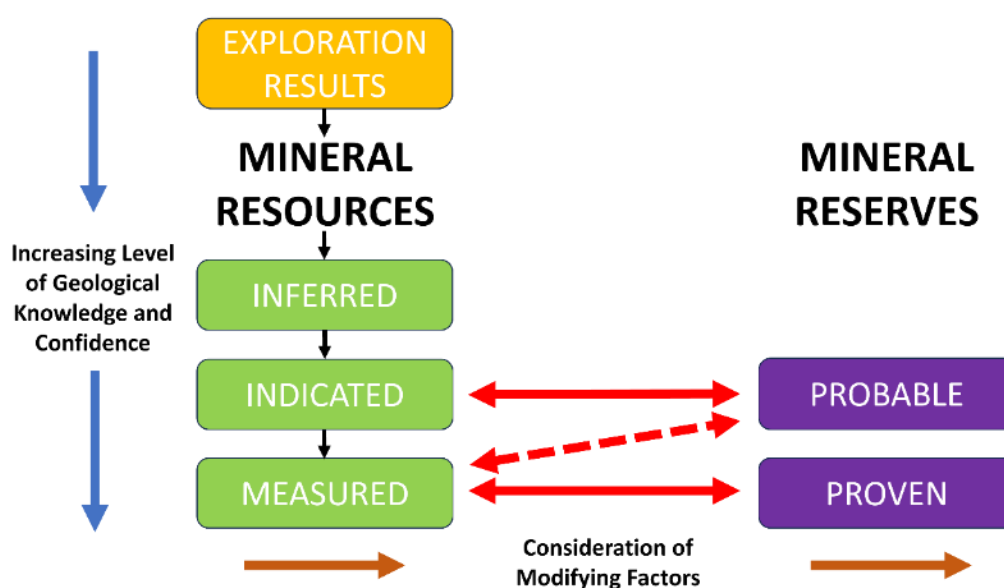 EXPLORATION
RESULTS
MINERAL
RESOURCES
MINERAL
RESERVES
Increasing Level
of Geological
Knowledge and
Confidence
INFERRED
INDICATED
PROBABLE
MEASURED
PROVEN
Consideration of
Modifying Factors